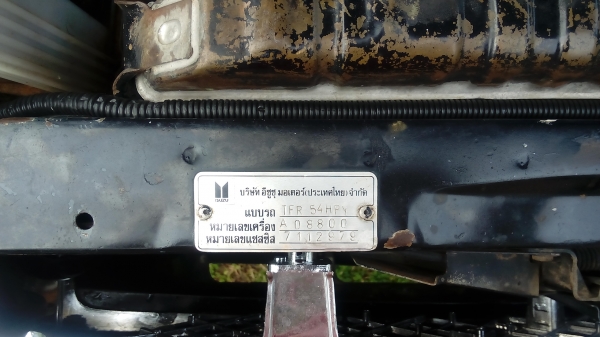 ISUZU
บริษัท อีซูซุ มอเตอร์(ประเทศไทย)จำกัด
แบบรถ TFR 54HPY
หมายเลขเครื่อง A08800
หมายเลขแชสซิส 7112979